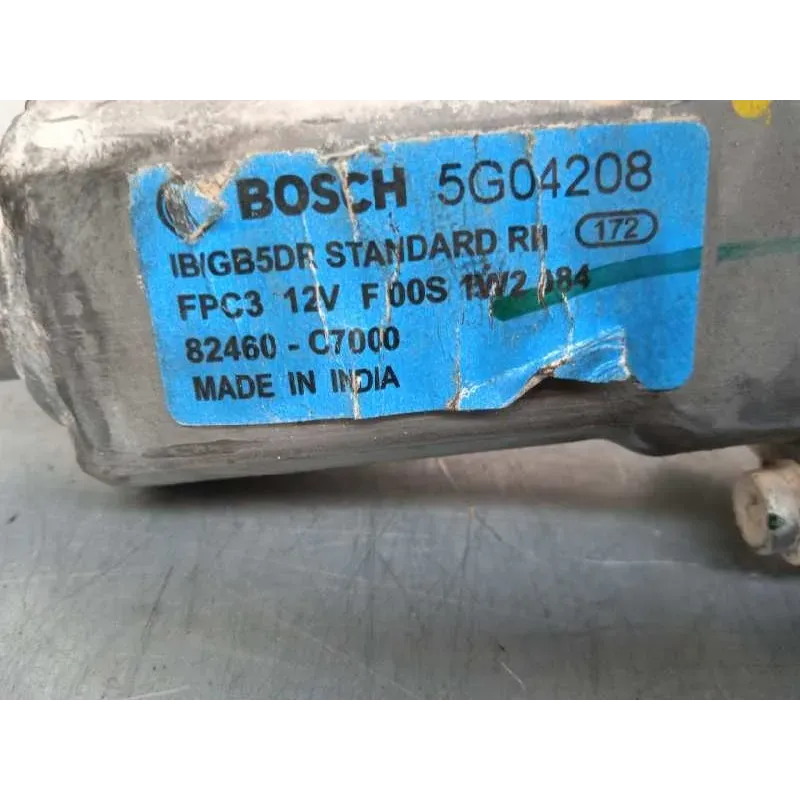 BOSCH 5G04208
IB/GB5DR STANDARD RH 172
FPC3 12V F 00S 1W2 084
82460 - C7000
MADE IN INDIA